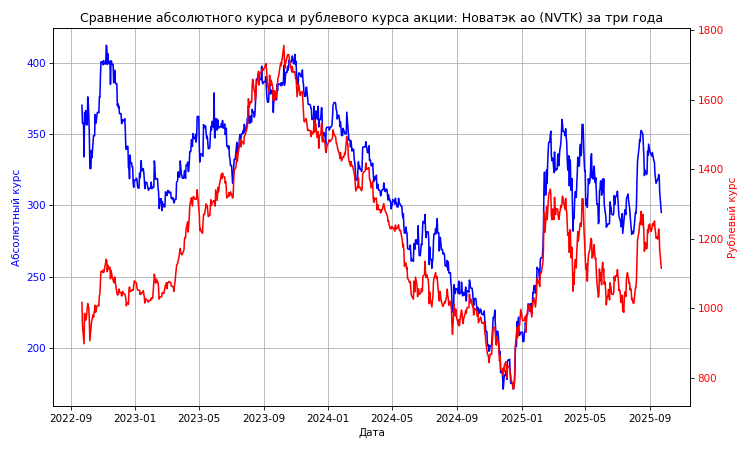 Сравнение абсолютного курса и рублевого курса акции: Новатэк ао (NVTK) за три года
Абсолютный курс
400
350
300
250
200
1800
1600
1400
1200
1000
800
Рублевый курс
2022-09 2023-01 2023-05 2023-09 2024-01 2024-05 2024-09 2025-01 2025-05 2025-09
Дата